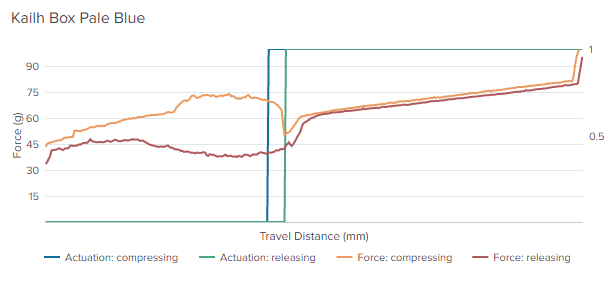 Kailh Box Pale Blue
90
75
60
45
30
15
Force (g)
1
0.5
Travel Distance (mm)
Actuation: compressing Actuation: releasing Force: compressing Force: releasing